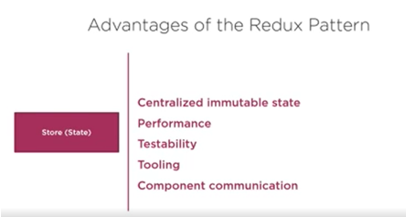 Advantages of the Redux Pattern
Store (State)
Centralized immutable state
Performance
Testability
Tooling
Component communication